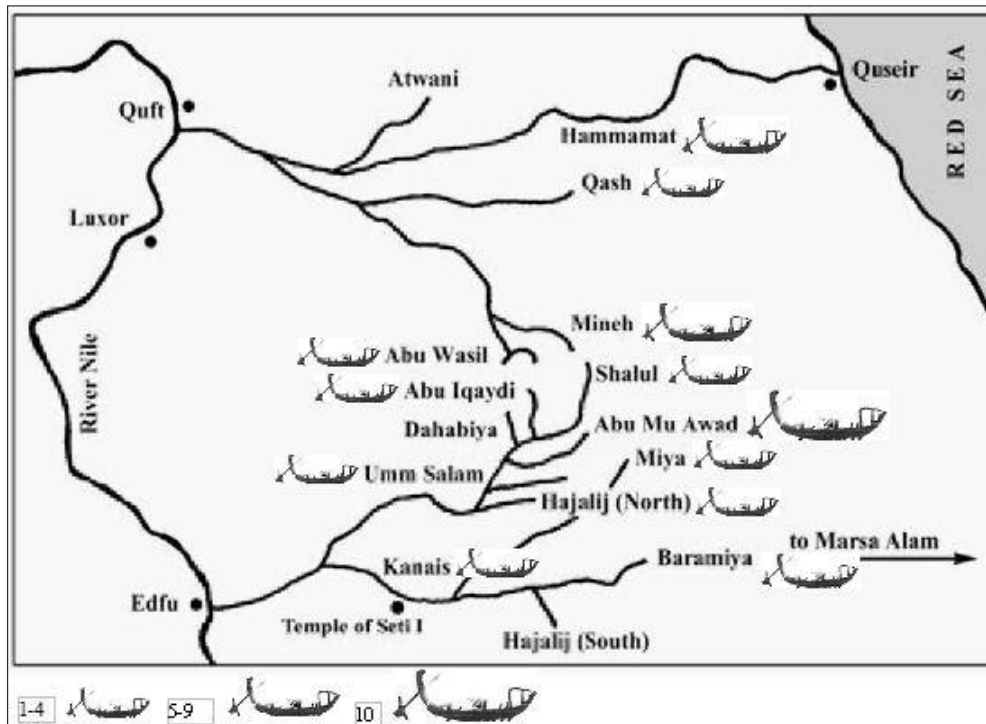 Quseir
RED SEA
Atwani
Quft
Hammamat
Qash
Luxor
Mineh
Abu Wasil
Shalul
Abu Iqaydi
River Nile
Dahabiya
Abu Mu Awad
Miya
Umm Salam
Hajalij (North)
to Marsa Alam
Baramiya
Kanais
Edfu
Temple of Seti I
Hajalij (South)
1-4
5-9
10